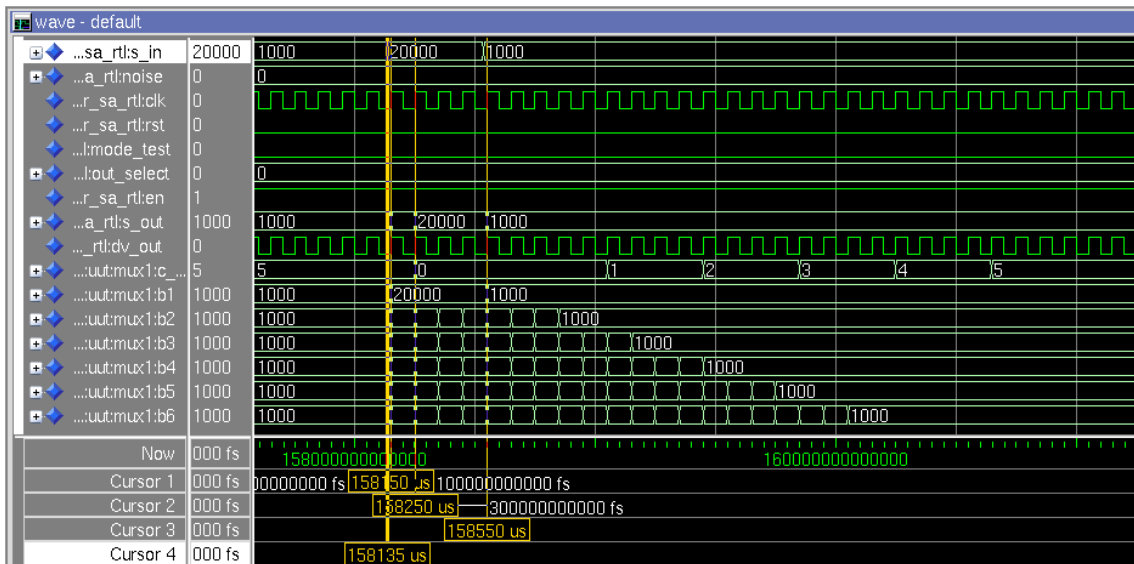 wave - default
...sa_rtl:s_in 20000 1000 20000 1000
...a_rtl:noise 0 0
...r_sa_rtl:clk 0
...r_sa_rtl:rst 0
...l:mode_test 0
...l:out_select 0 0
...r_sa_rtl:en 1
...a_rtl:s_out 1000 1000 20000 1000
..._rtl:dv_out 0
...:uut:mux1:c_... 5 5 0 1 2 3 4 5
...:uut:mux1:b1 1000 1000 20000 1000
...:uut:mux1:b2 1000 1000 1000
...:uut:mux1:b3 1000 1000 1000
...:uut:mux1:b4 1000 1000 1000
...:uut:mux1:b5 1000 1000 1000
...:uut:mux1:b6 1000 1000 1000
Now 000 fs 158000000000000 160000000000000
Cursor 1 000 fs 00000000 fs 158150 us 100000000000 fs
Cursor 2 000 fs 158250 us 300000000000 fs
Cursor 3 000 fs 158550 us
Cursor 4 000 fs 158135 us